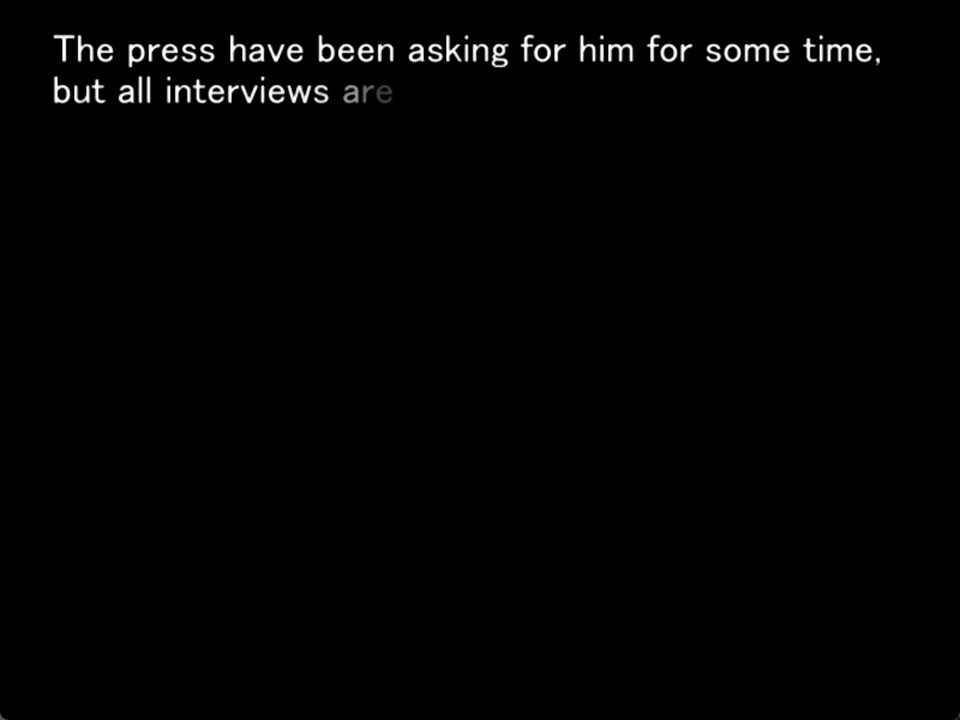 The press have been asking for him for some time,
but all interviews are